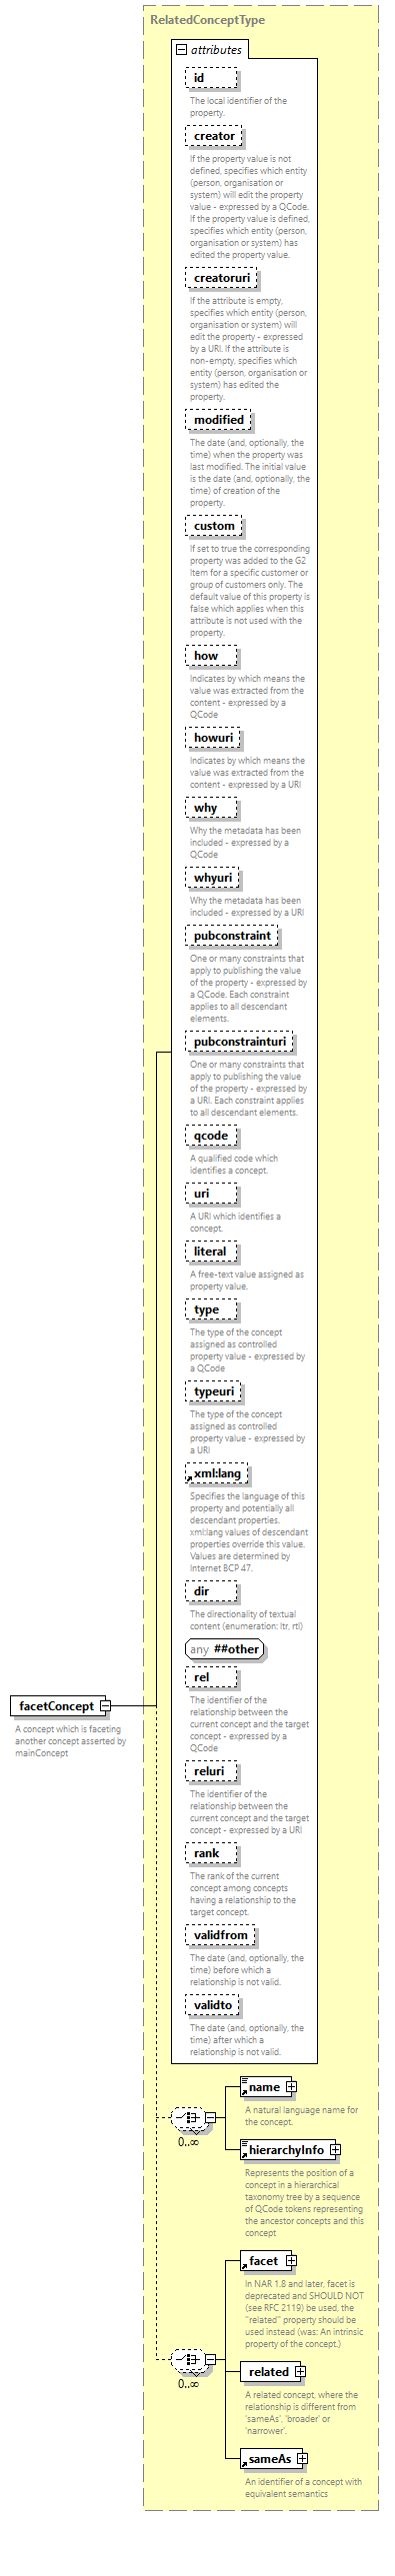 RelatedConceptType
attributes
id
The local identifier of the
property.
creator
If the property value is not
defined, specifies which entity
(person, organisation or
system) will edit the property
value - expressed by a QCode.
If the property value is defined,
specifies which entity (person,
organisation or system) has
edited the property value.
creatoruri
If the attribute is empty,
specifies which entity (person,
organisation or system) will
edit the property - expressed
by a URI. If the attribute is
non-empty, specifies which
entity (person, organisation or
system) has edited the
property.
modified
The date (and, optionally, the
time) when the property was
last modified. The initial value
is the date (and, optionally, the
time) of creation of the
property.
custom
If set to true the corresponding
property was added to the G2
Item for a specific customer or
group of customers only. The
default value of this property is
false which applies when this
attribute is not used with the
property.
how
Indicates by which means the
value was extracted from the
content - expressed by a
QCode
howuri
Indicates by which means the
value was extracted from the
content - expressed by a URI
why
Why the metadata has been
included - expressed by a
QCode
whyuri
Why the metadata has been
included - expressed by a URI
pubconstraint
One or many constraints that
apply to publishing the value
of the property - expressed by
a QCode. Each constraint
applies to all descendant
elements.
pubconstrainturi
One or many constraints that
apply to publishing the value
of the property - expressed by
a URI. Each constraint applies
to all descendant elements.
qcode
A qualified code which
identifies a concept.
uri
A URI which identifies a
concept.
literal
A free-text value assigned as
property value.
type
The type of the concept
assigned as controlled
property value - expressed by
a QCode
typeuri
The type of the concept
assigned as controlled
property value - expressed by
a URI
xml:lang
Specifies the language of this
property and potentially all
descendant properties.
xml:lang values of descendant
properties override this value.
Values are determined by
Internet BCP 47.
dir
The directionality of textual
content (enumeration: ltr, rtl)
any ##other
rel
The identifier of the
relationship between the
current concept and the target
concept - expressed by a
QCode
reluri
The identifier of the
relationship between the
current concept and the target
concept - expressed by a URI
rank
The rank of the current
concept among concepts
having a relationship to the
target concept.
validfrom
The date (and, optionally, the
time) before which a
relationship is not valid.
validto
The date (and, optionally, the
time) after which a
relationship is not valid.
facetConcept
A concept which is faceting
another concept asserted by
mainConcept
0..∞
name
A natural language name for
the concept.
hierarchyInfo
Represents the position of a
concept in a hierarchical
taxonomy tree by a sequence
of QCode tokens representing
the ancestor concepts and this
concept
0..∞
facet
In NAR 1.8 and later, facet is
deprecated and SHOULD NOT
(see RFC 2119) be used, the
"related" property should be
used instead (was: An intrinsic
property of the concept.)
related
A related concept, where the
relationship is different from
'sameAs', 'broader' or
'narrower'.
sameAs
An identifier of a concept with
equivalent semantics